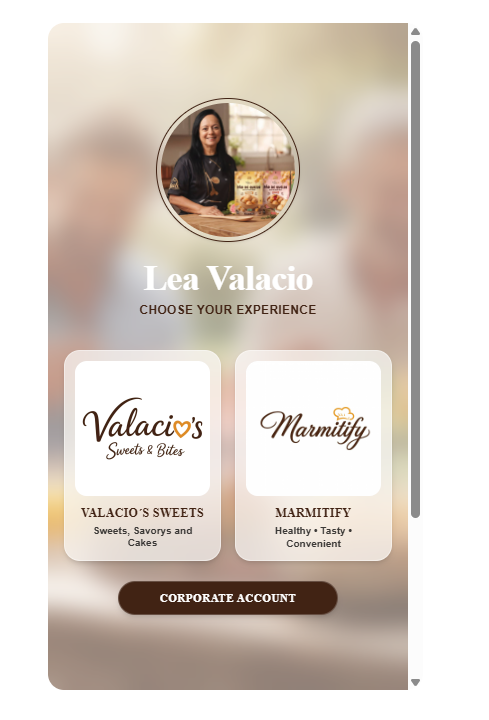 Lea Valacio
CHOOSE YOUR EXPERIENCE
Valacio's
Sweets & Bites
VALACIO´S SWEETS
Sweets, Savorys and
Cakes
Marmitify
MARMITIFY
Healthy • Tasty •
Convenient
CORPORATE ACCOUNT